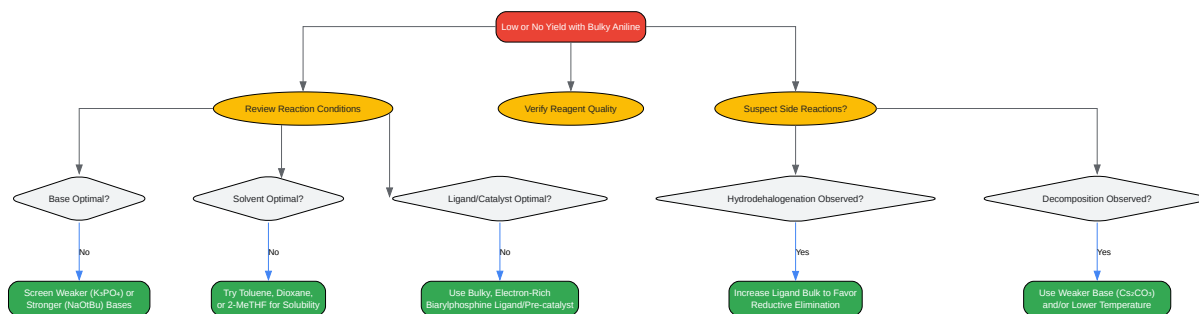 Low or No Yield with Bulky Aniline
Review Reaction Conditions
Verify Reagent Quality
Suspect Side Reactions?
Base Optimal?
Solvent Optimal?
Ligand/Catalyst Optimal?
Hydrodehalogenation Observed?
Decomposition Observed?
No
No
No
Yes
Yes
Screen Weaker (K₃PO₄) or
Stronger (NaOtBu) Bases
Try Toluene, Dioxane,
or 2-MeTHF for Solubility
Use Bulky, Electron-Rich
Biarylphosphine Ligand/Pre-catalyst
Increase Ligand Bulk to Favor
Reductive Elimination
Use Weaker Base (Cs₂CO₃)
and/or Lower Temperature